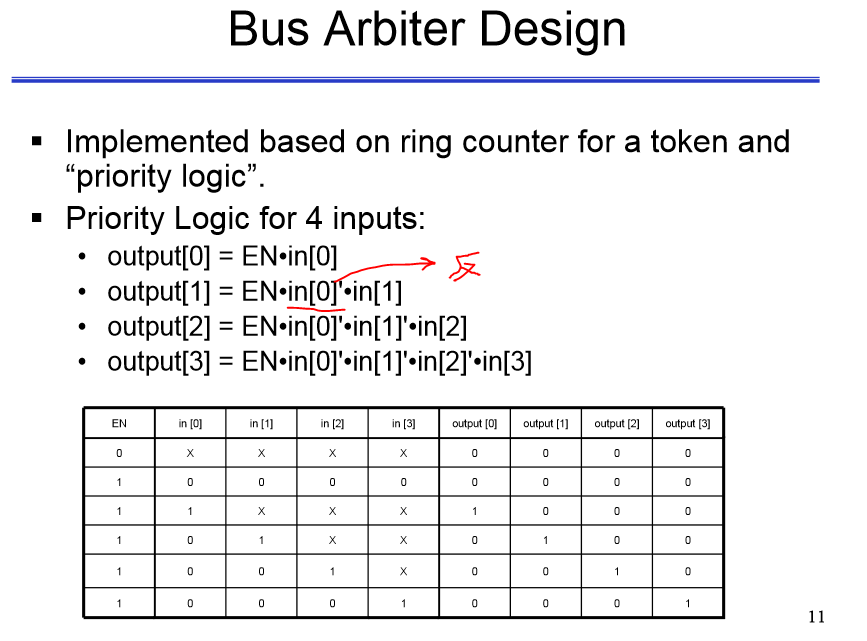 Bus Arbiter Design
▪ Implemented based on ring counter for a token and
“priority logic”.
▪ Priority Logic for 4 inputs:
• output[0] = EN•in[0]
反
• output[1] = EN•in[0]'•in[1]
• output[2] = EN•in[0]'•in[1]'•in[2]
• output[3] = EN•in[0]'•in[1]'•in[2]'•in[3]
EN in [0] in [1] in [2] in [3] output [0] output [1] output [2] output [3]
0 X X X X 0 0 0 0
1 0 0 0 0 0 0 0 0
1 1 X X X 1 0 0 0
1 0 1 X X 0 1 0 0
1 0 0 1 X 0 0 1 0
1 0 0 0 1 0 0 0 1
11